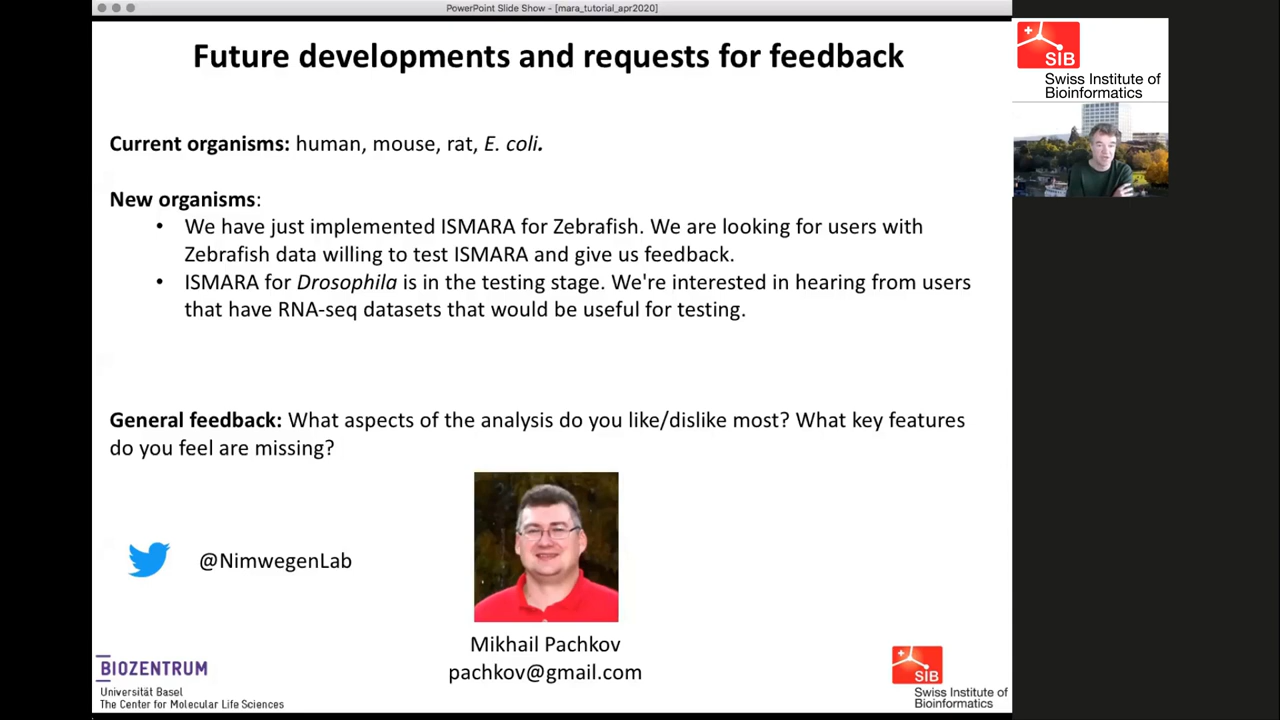 PowerPoint Slide Show - [mara_tutorial_apr2020]
Future developments and requests for feedback
Current organisms: human, mouse, rat, E. coli.
New organisms:
• We have just implemented ISMARA for Zebrafish. We are looking for users with
Zebrafish data willing to test ISMARA and give us feedback.
• ISMARA for Drosophila is in the testing stage. We're interested in hearing from users
that have RNA-seq datasets that would be useful for testing.
General feedback: What aspects of the analysis do you like/dislike most? What key features
do you feel are missing?
@NimwegenLab
Mikhail Pachkov
pachkov@gmail.com
BIOZENTRUM
Universität Basel
The Center for Molecular Life Sciences
SIB
Swiss Institute of
Bioinformatics
SIB
Swiss Institute of
Bioinformatics